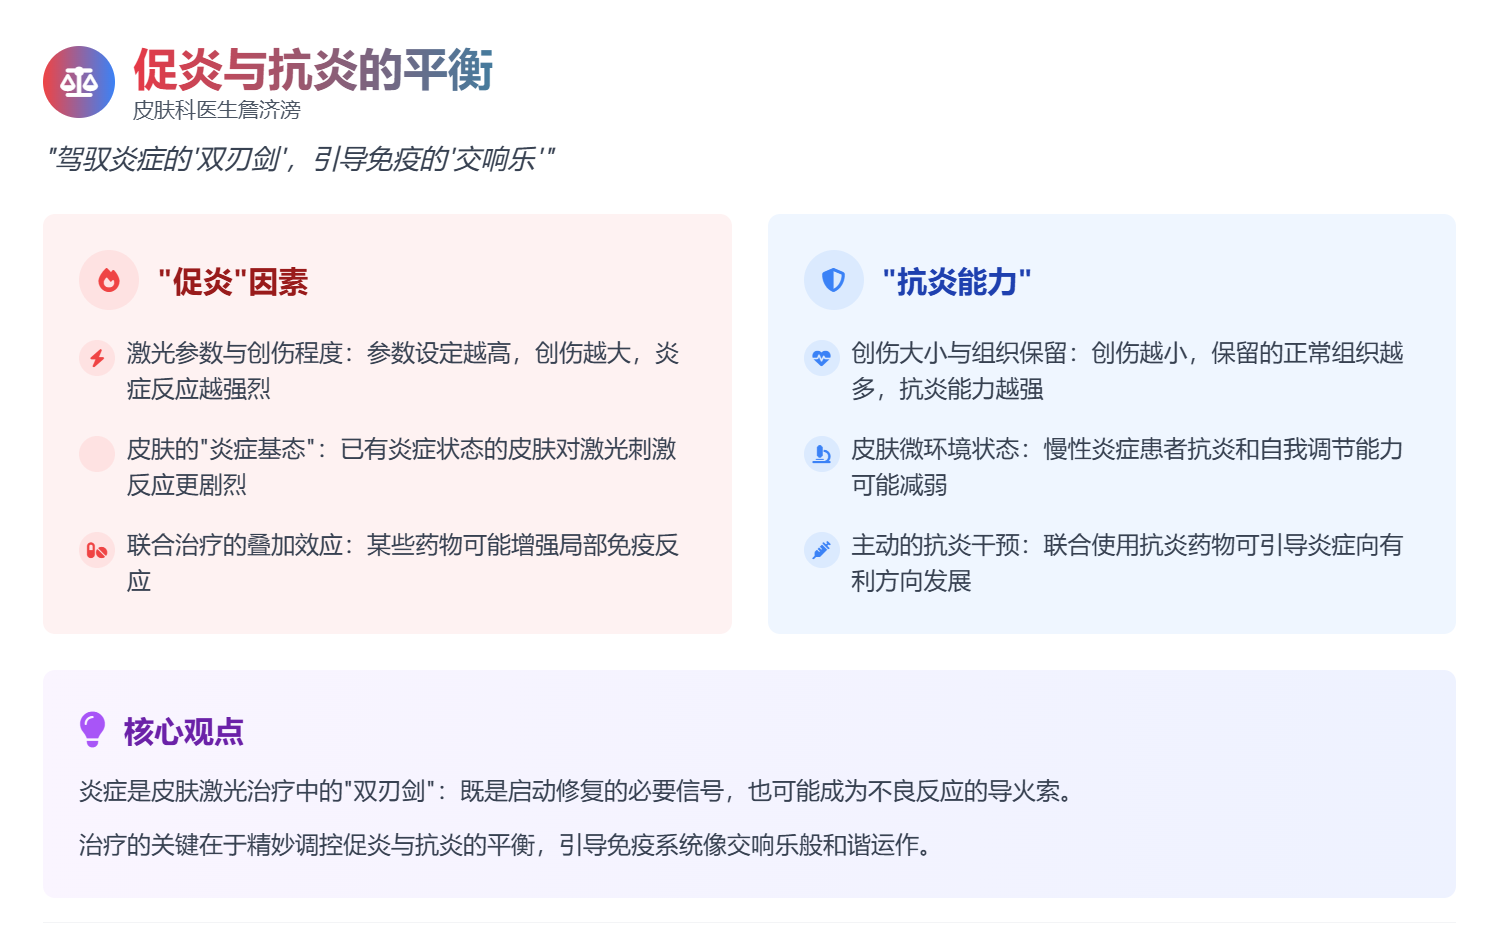 促炎与抗炎的平衡
皮肤科医生詹济滂
"驾驭炎症的'双刃剑'，引导免疫的'交响乐'"
"促炎"因素
激光参数与创伤程度：参数设定越高，创伤越大，炎
症反应越强烈
皮肤的"炎症基态"：已有炎症状态的皮肤对激光刺激
反应更剧烈
联合治疗的叠加效应：某些药物可能增强局部免疫反
应
"抗炎能力"
创伤大小与组织保留：创伤越小，保留的正常组织越
多，抗炎能力越强
皮肤微环境状态：慢性炎症患者抗炎和自我调节能力
可能减弱
主动的抗炎干预：联合使用抗炎药物可引导炎症向有
利方向发展
核心观点
炎症是皮肤激光治疗中的"双刃剑"：既是启动修复的必要信号，也可能成为不良反应的导火索。
治疗的关键在于精妙调控促炎与抗炎的平衡，引导免疫系统像交响乐般和谐运作。